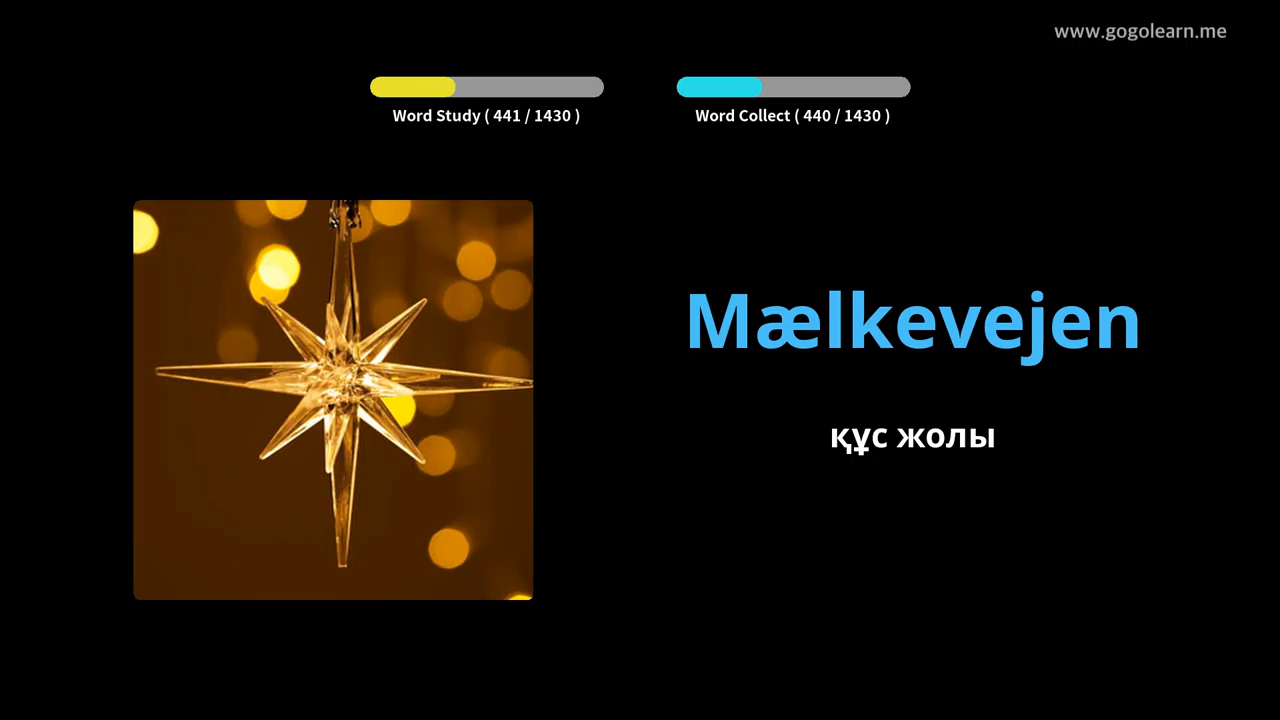 www.gogolearn.me
Word Study ( 441 / 1430 )
Word Collect ( 440 / 1430 )
Mælkevejen
құс жолы